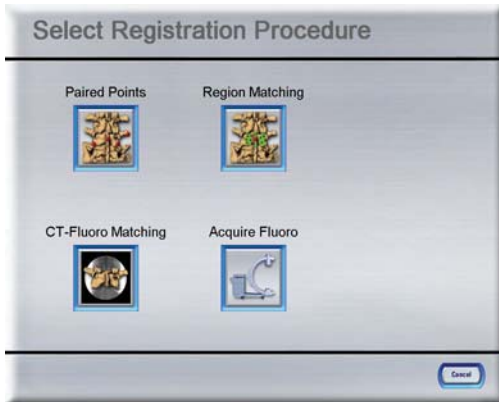 Select Registration Procedure
Paired Points
Region Matching
CT-Fluoro Matching
Acquire Fluoro
Cancel